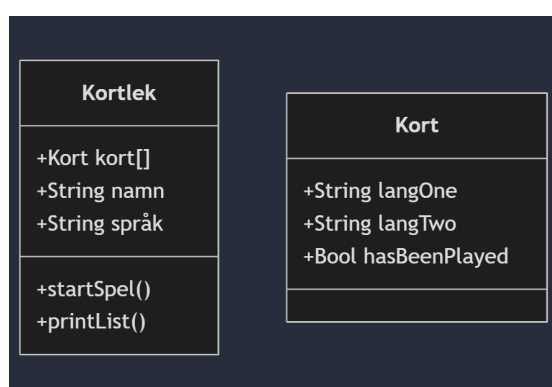 Kortlek
+Kort kort[]
+String namn
+String språk
+startSpel()
+printList()
Kort
+String langOne
+String langTwo
+Bool hasBeenPlayed